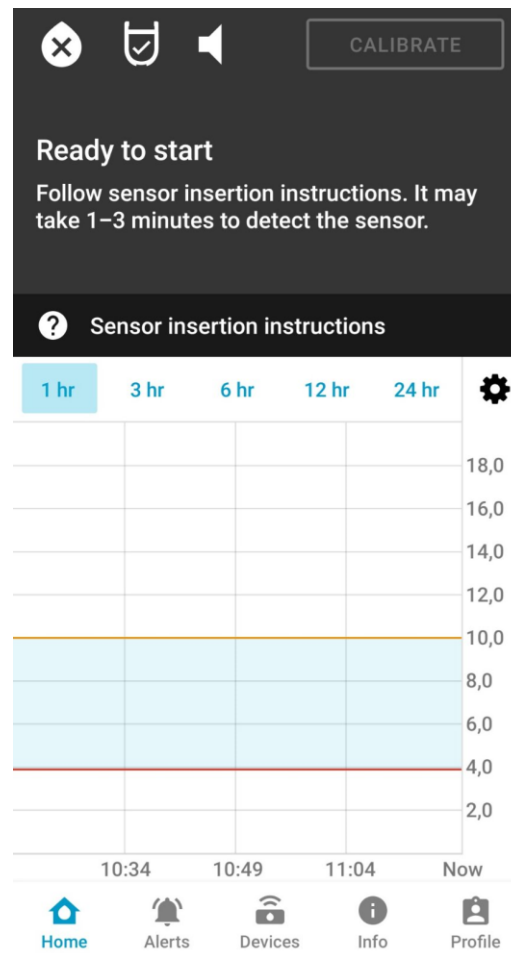 CALIBRATE
Ready to start
Follow sensor insertion instructions. It may
take 1–3 minutes to detect the sensor.
? Sensor insertion instructions
1 hr 3 hr 6 hr 12 hr 24 hr
18,0
16,0
14,0
12,0
10,0
8,0
6,0
4,0
2,0
10:34 10:49 11:04 Now
Home Alerts Devices Info Profile